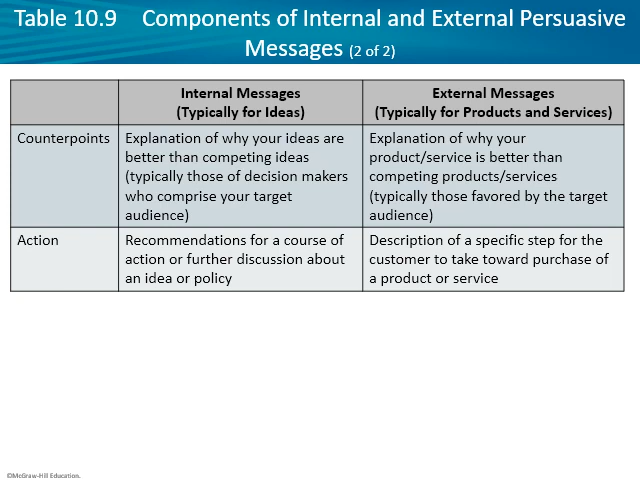 Table 10.9 Components of Internal and External Persuasive
Messages (2 of 2)
Internal Messages
(Typically for Ideas)
External Messages
(Typically for Products and Services)
Counterpoints
Explanation of why your ideas are
better than competing ideas
(typically those of decision makers
who comprise your target
audience)
Explanation of why your
product/service is better than
competing products/services
(typically those favored by the target
audience)
Action
Recommendations for a course of
action or further discussion about
an idea or policy
Description of a specific step for the
customer to take toward purchase of
a product or service
©McGraw-Hill Education.